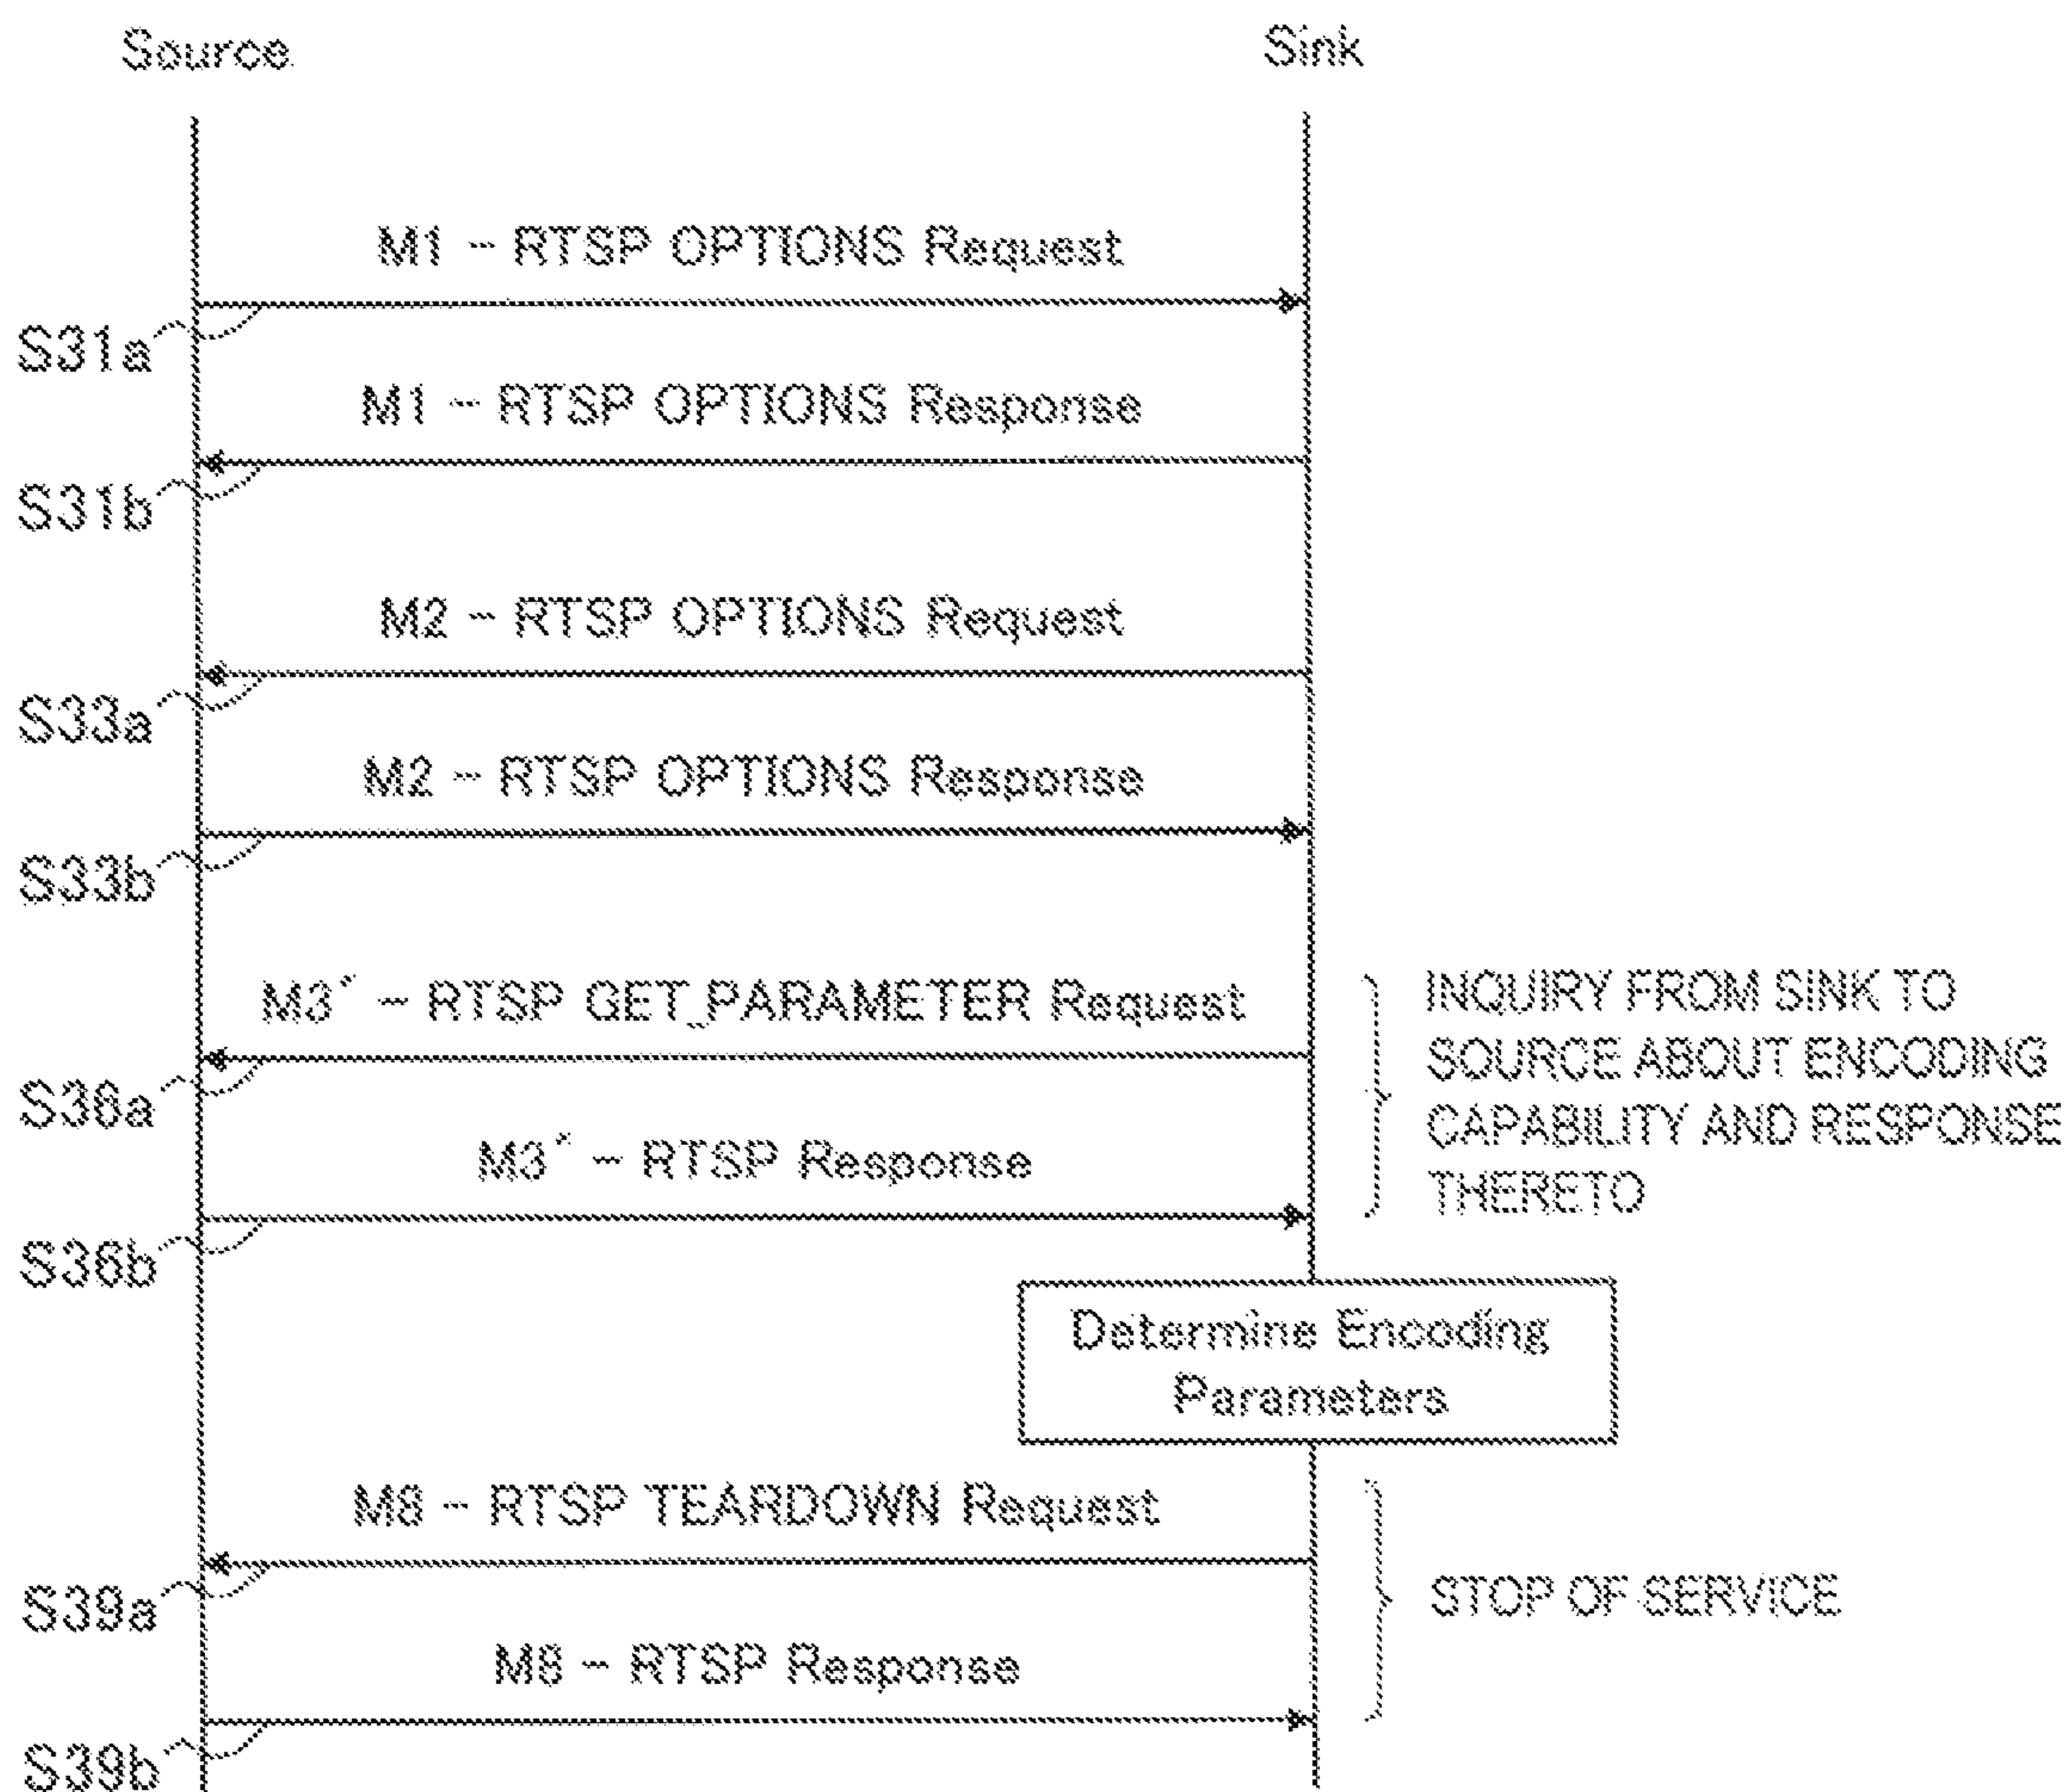 Source
Sink
M1 - RTSP OPTIONS Request
S31a
M1 - RTSP OPTIONS Response
S31b
M2 - RTSP OPTIONS Request
S33a
M2 - RTSP OPTIONS Response
S33b
M3" - RTSP GET_PARAMETER Request
S36a
M3" - RTSP Response
S36b
INQUIRY FROM SINK TO
SOURCE ABOUT ENCODING
CAPABILITY AND RESPONSE
THERETO
Determine Encoding
Parameters
M8 - RTSP TEARDOWN Request
S39a
M8 - RTSP Response
S39b
STOP OF SERVICE